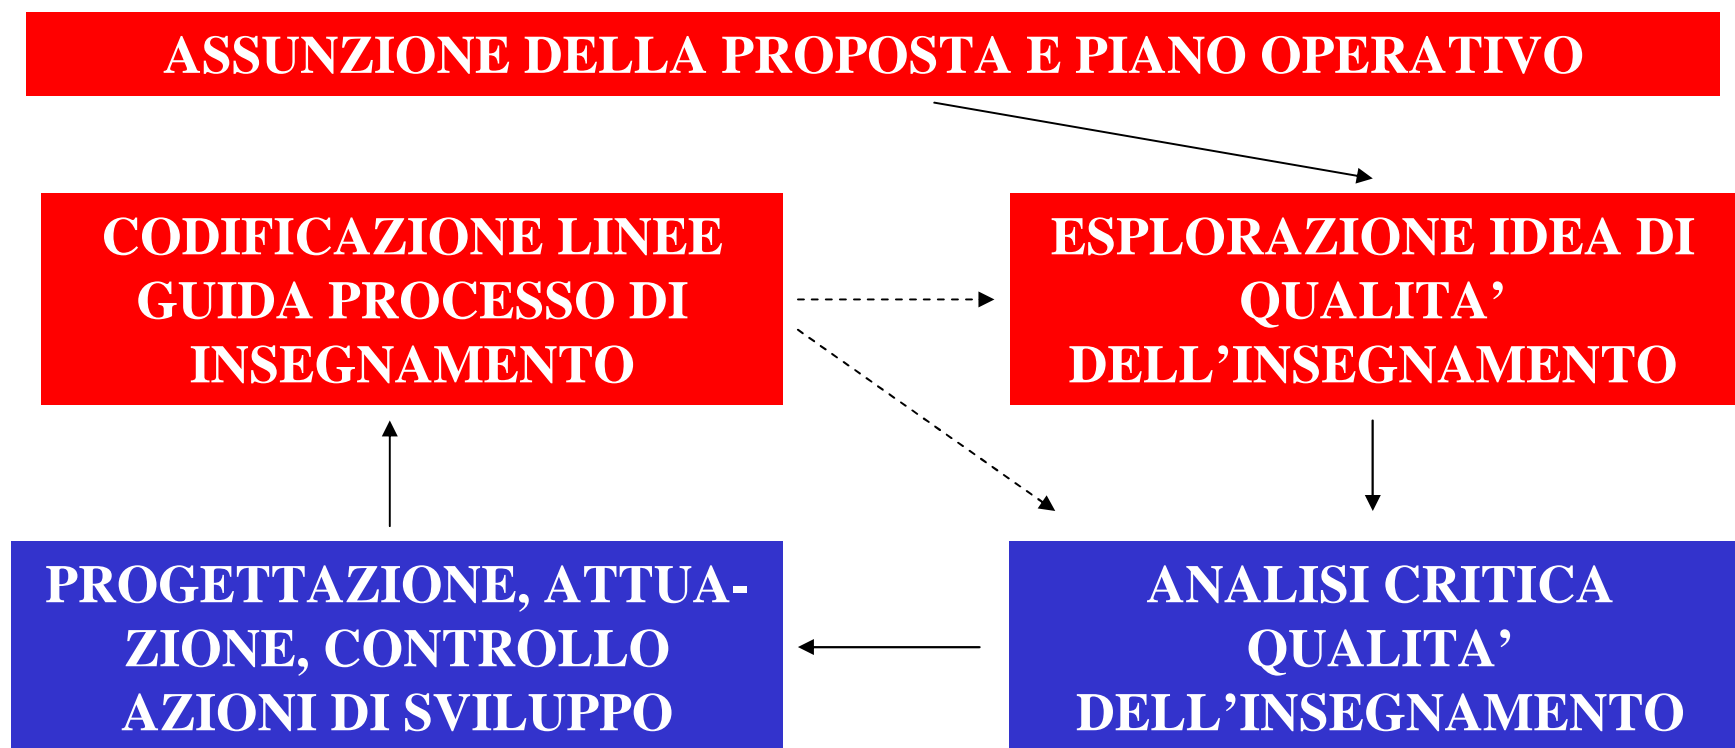 ASSUNZIONE DELLA PROPOSTA E PIANO OPERATIVO
CODIFICAZIONE LINEE
GUIDA PROCESSO DI
INSEGNAMENTO
ESPLORAZIONE IDEA DI
QUALITA’
DELL’INSEGNAMENTO
PROGETTAZIONE, ATTUA-
ZIONE, CONTROLLO
AZIONI DI SVILUPPO
ANALISI CRITICA
QUALITA’
DELL’INSEGNAMENTO